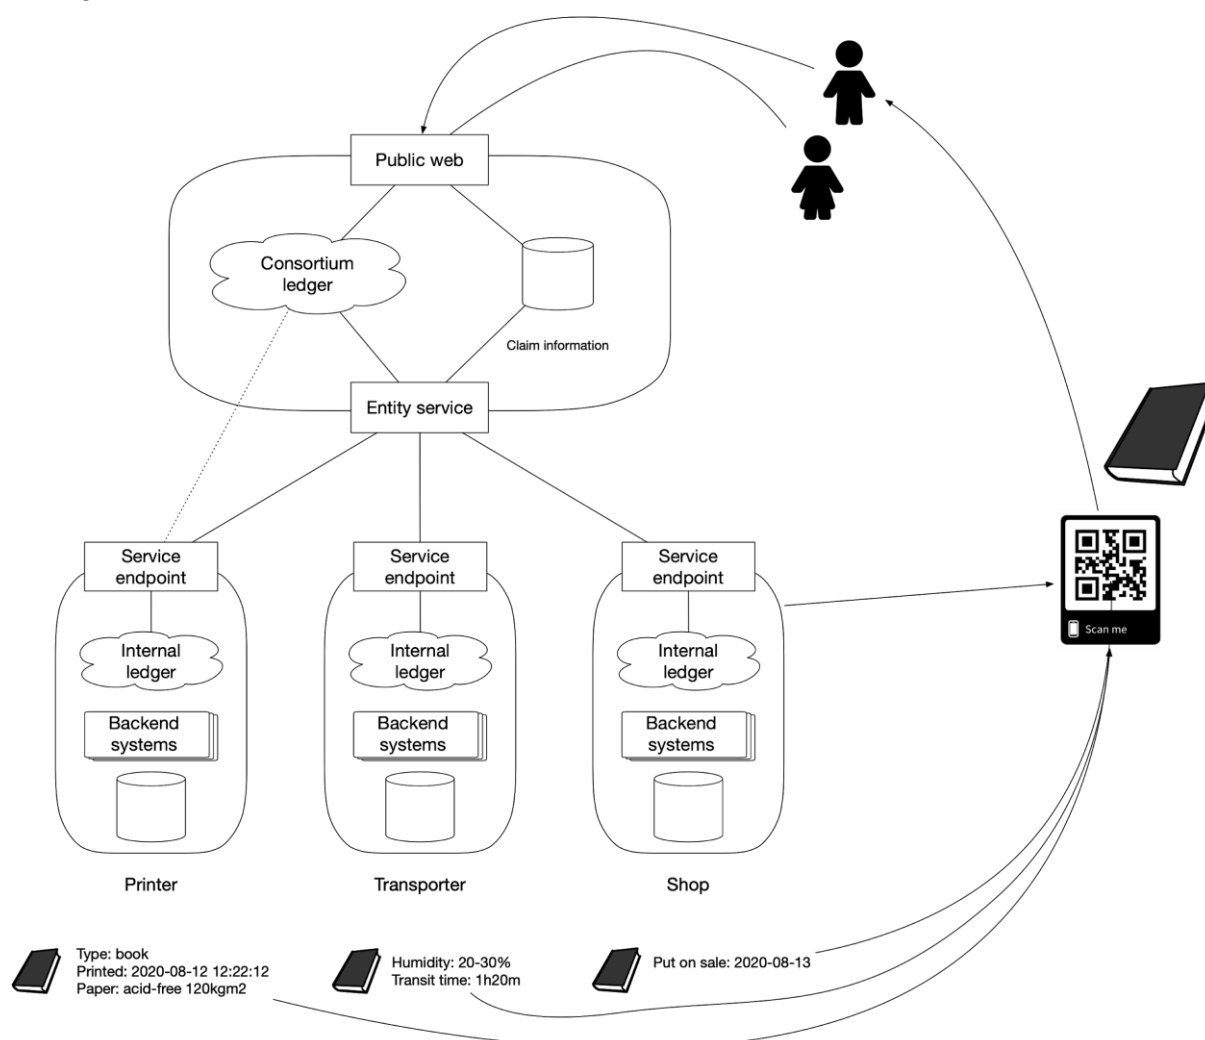 Public web
Consortium
ledger
Claim information
Entity service
Service
endpoint
Service
endpoint
Service
endpoint
Scan me
Internal
ledger
Internal
ledger
Internal
ledger
Backend
systems
Backend
systems
Backend
systems
Printer
Transporter
Shop
Type: book
Printed: 2020-08-12 12:22:12
Paper: acid-free 120kgm2
Humidity: 20-30%
Transit time: 1h20m
Put on sale: 2020-08-13